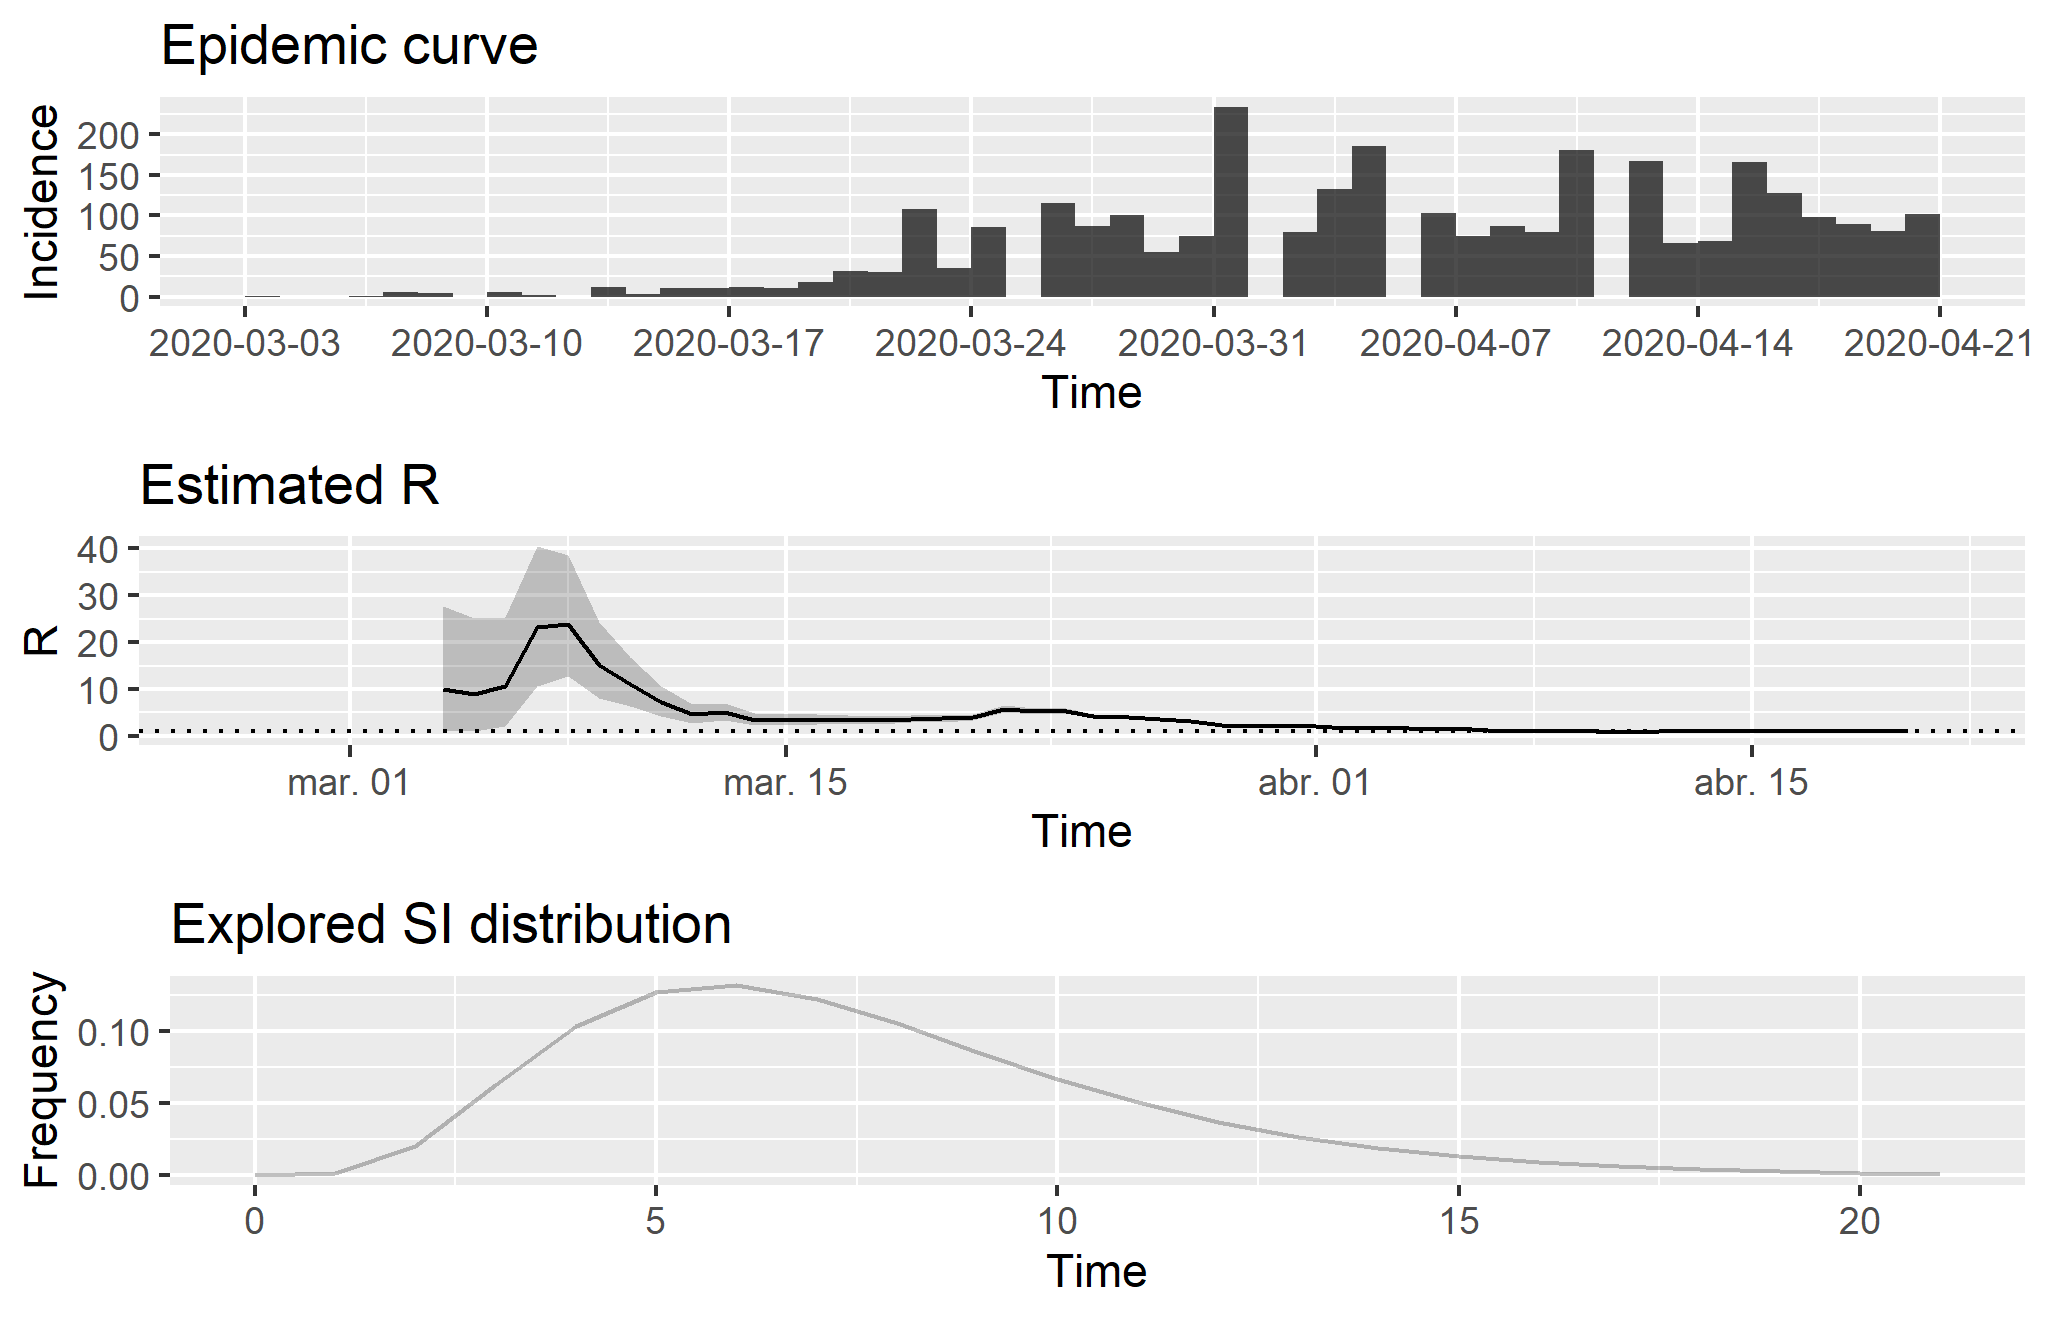 Epidemic curve
Incidence
200
150
100
50
0
2020-03-03 2020-03-10 2020-03-17 2020-03-24 2020-03-31 2020-04-07 2020-04-14 2020-04-21
Time
Estimated R
R
40
30
20
10
0
mar. 01 mar. 15 abr. 01 abr. 15
Time
Explored SI distribution
Frequency
0.10
0.05
0.00
0 5 10 15 20
Time